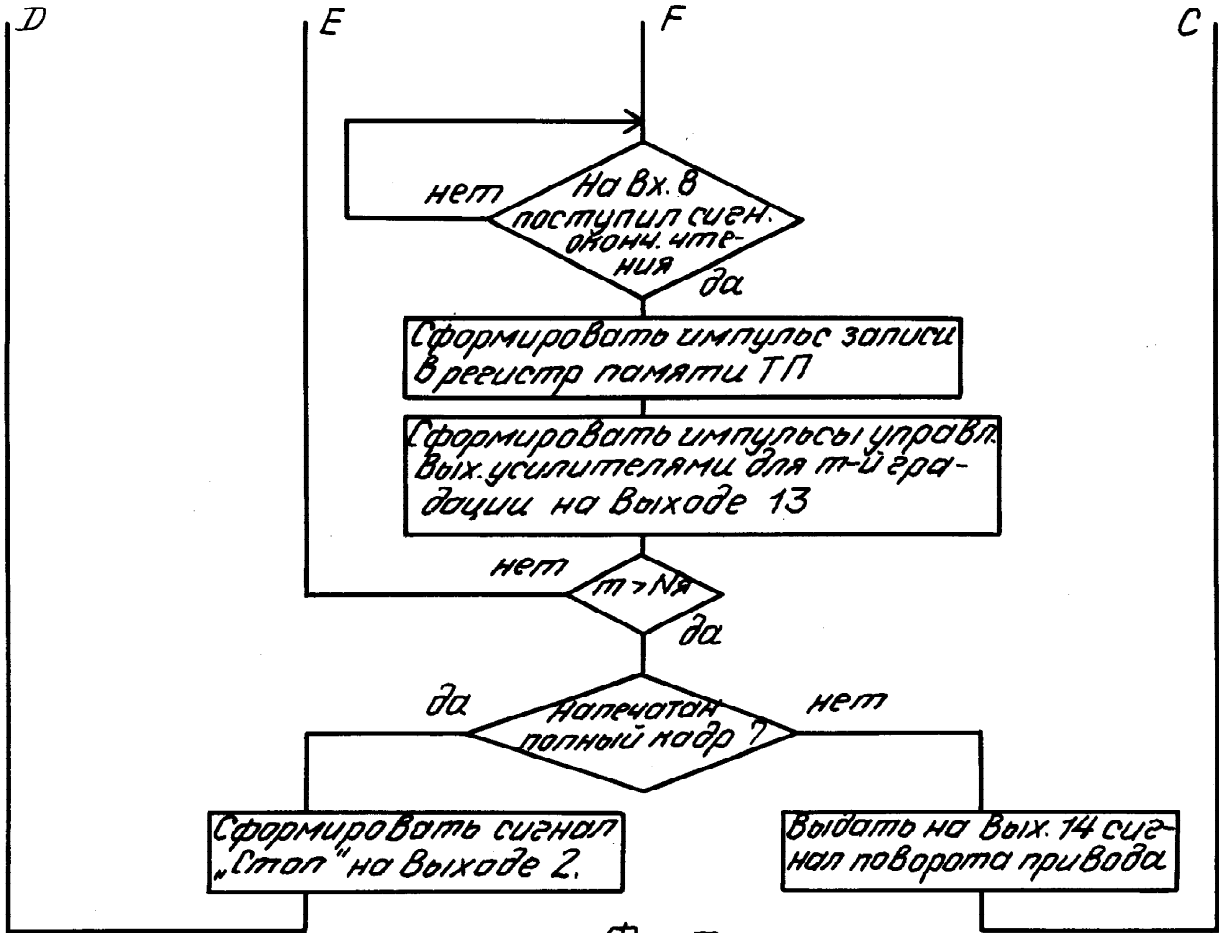 D
E
F
C
нет
На вх. 8
поступил сигн.
оконч. чте-
ния
да
Сформировать импульс записи
в регистр памяти ТП
Сформировать импульсы управл.
вых. усилителями для m-й гра-
дации на выходе 13
нет
m > Nя
да
да
Напечатан
полный кадр ?
нет
Сформировать сигнал
„Стоп“ на выходе 2.
Выдать на вых. 14 сиг-
нал поворота привода